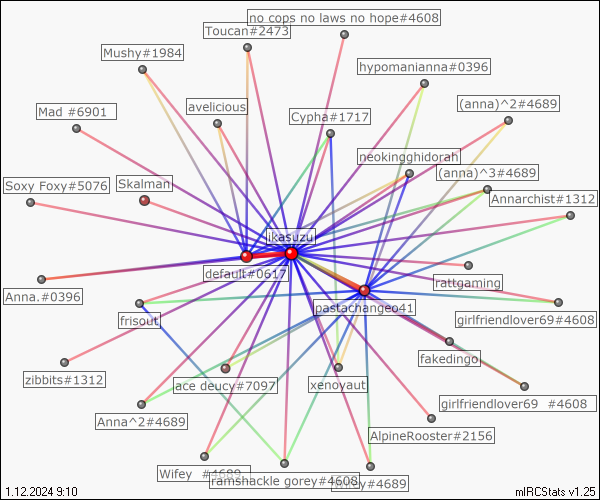 no cops no laws no hope#4608
Toucan#2473
Mushy#1984
hypomanianna#0396
avelicious
(anna)^2#4689
Mad #6901
Cypha#1717
neokingghidorah
(anna)^3#4689
Soxy Foxy#5076
Skalman
Annarchist#1312
ikasuzu
default#0617
rattgaming
Anna.#0396
pastachangeo41
frisout
girlfriendlover69#4608
fakedingo
zibbits#1312
ace deucy#7097
xenoyaut
girlfriendlover69 #4608
Anna^2#4689
AlpineRooster#2156
Wifey #4689
ramshackle gorey#4608
Wifey#4689
1.12.2024 9:10
mIRCStats v1.25